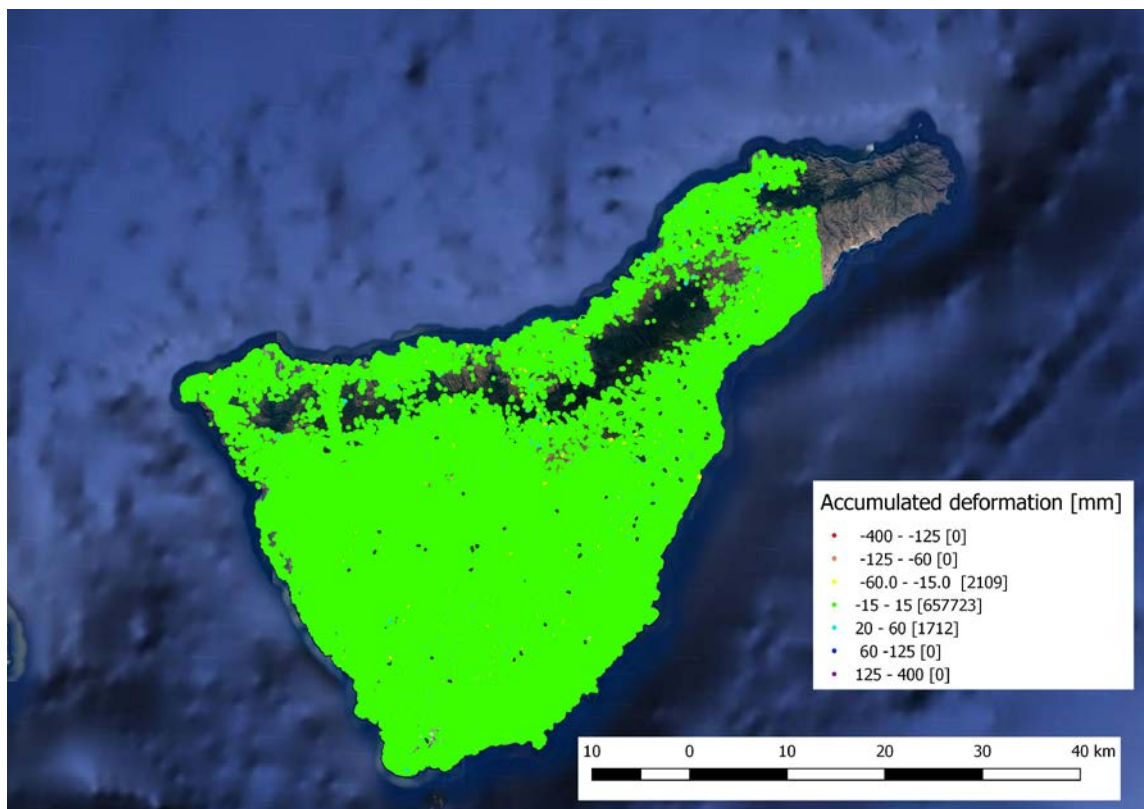 Accumulated deformation [mm]
-400 - -125 [0]
-125 - -60 [0]
-60.0 - -15.0 [2109]
-15 - 15 [657723]
20 - 60 [1712]
60 -125 [0]
125 - 400 [0]
10 0 10 20 30 40 km